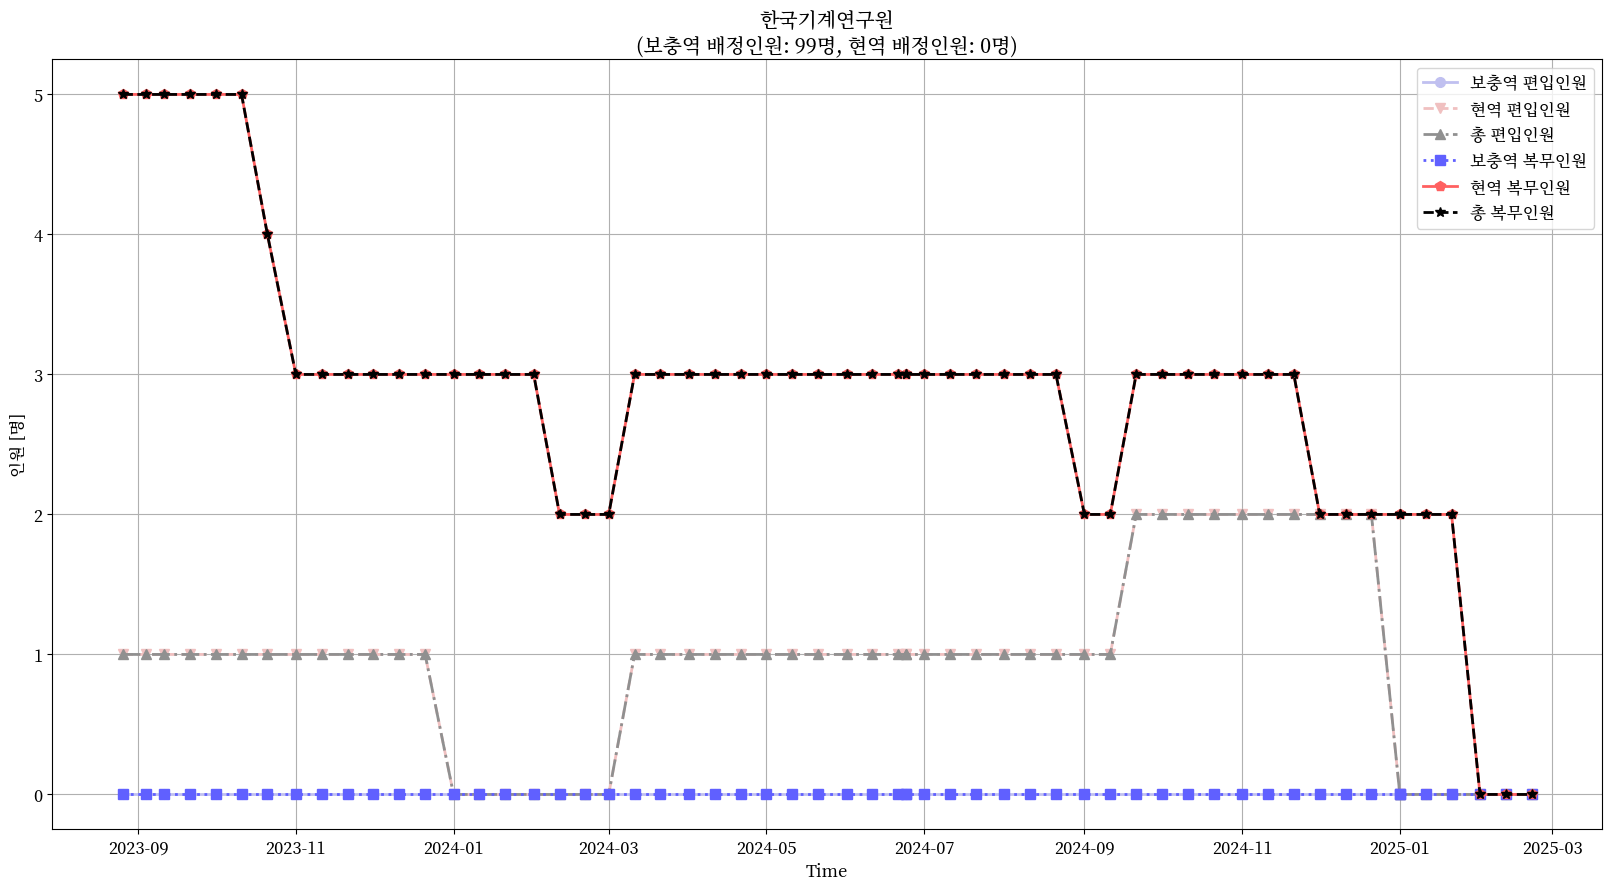 한국기계연구원
(보충역 배정인원: 99명, 현역 배정인원: 0명)
보충역 편입인원
현역 편입인원
총 편입인원
보충역 복무인원
현역 복무인원
총 복무인원
인원 [명]
5
4
3
2
1
0
2023-09
2023-11
2024-01
2024-03
2024-05
2024-07
2024-09
2024-11
2025-01
2025-03
Time